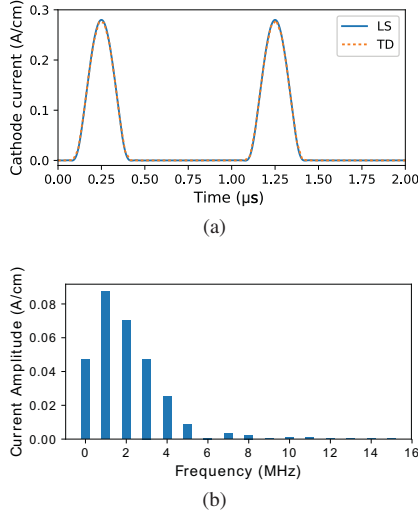 Cathode current (A/cm)
0.3
0.2
0.1
0.0
LS
TD
0.00 0.25 0.50 0.75 1.00 1.25 1.50 1.75 2.00
Time (µs)
(a)
Current Amplitude (A/cm)
0.08
0.06
0.04
0.02
0.00
0 2 4 6 8 10 12 14 16
Frequency (MHz)
(b)